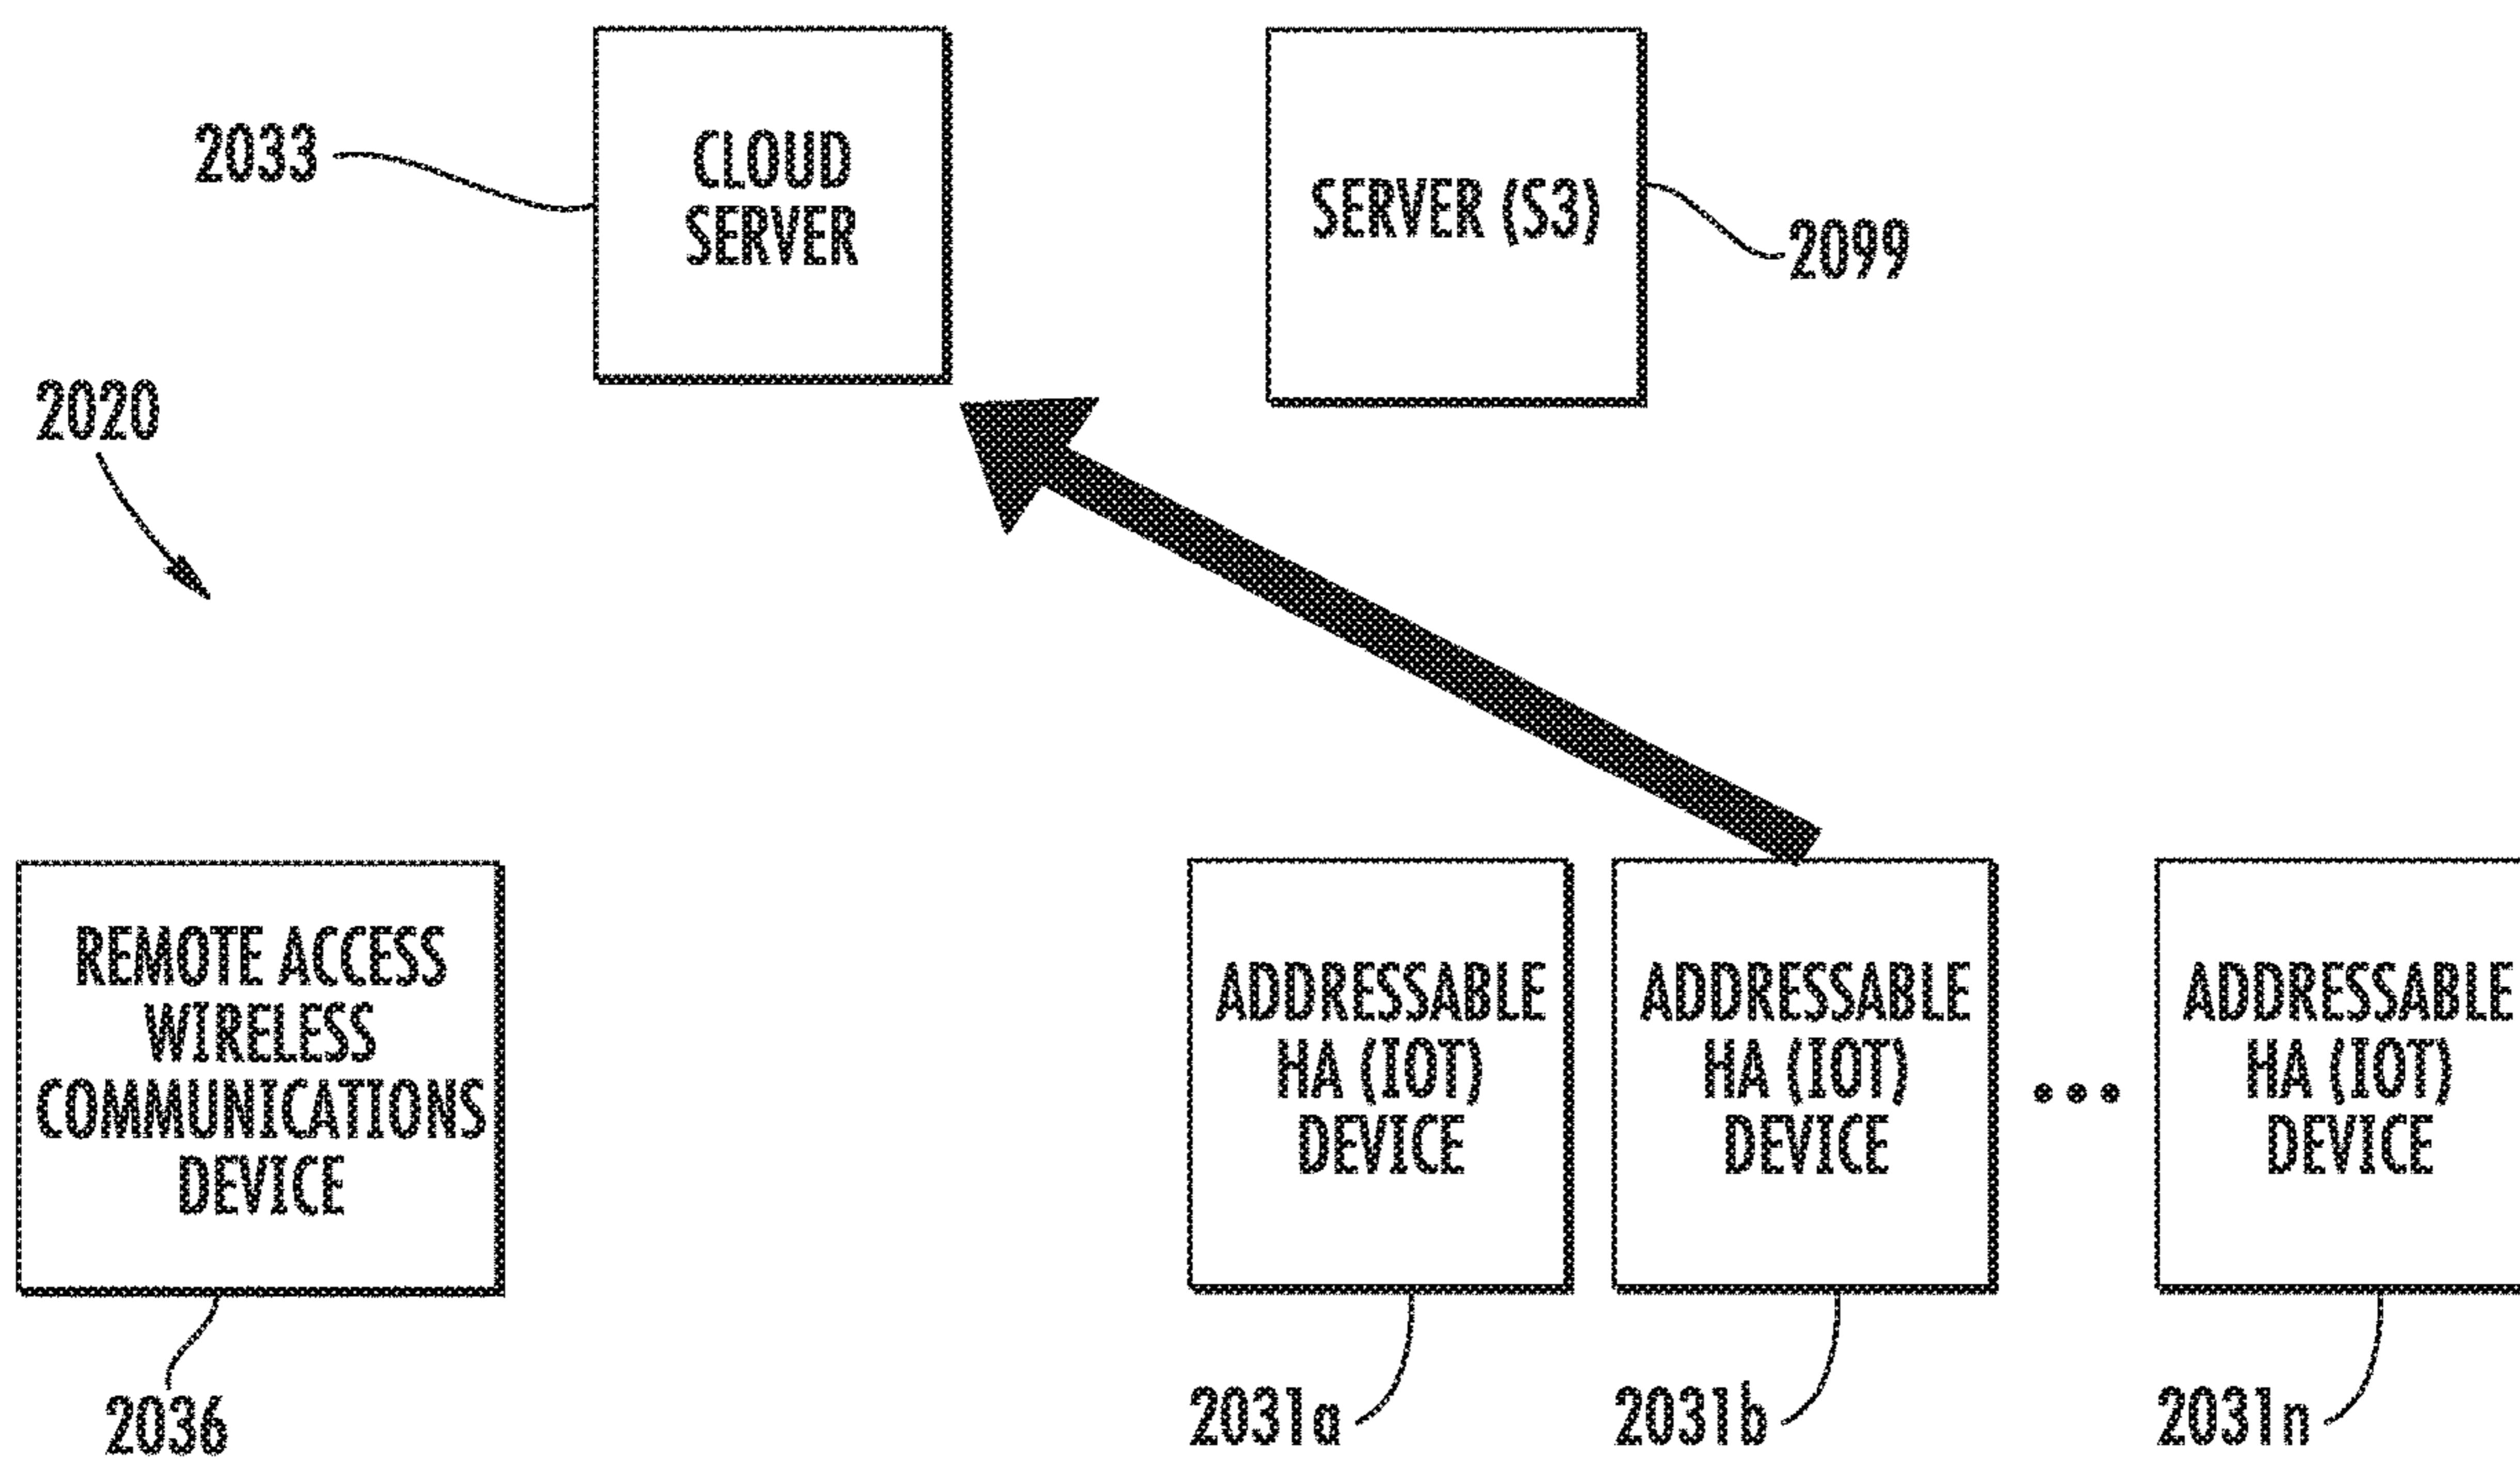 2033
CLOUD
SERVER
SERVER (S3)
2099
2020
REMOTE ACCESS
WIRELESS
COMMUNICATIONS
DEVICE
ADDRESSABLE
HA (IOT)
DEVICE
ADDRESSABLE
HA (IOT)
DEVICE
ADDRESSABLE
HA (IOT)
DEVICE
2036
2031a
2031b
2031n